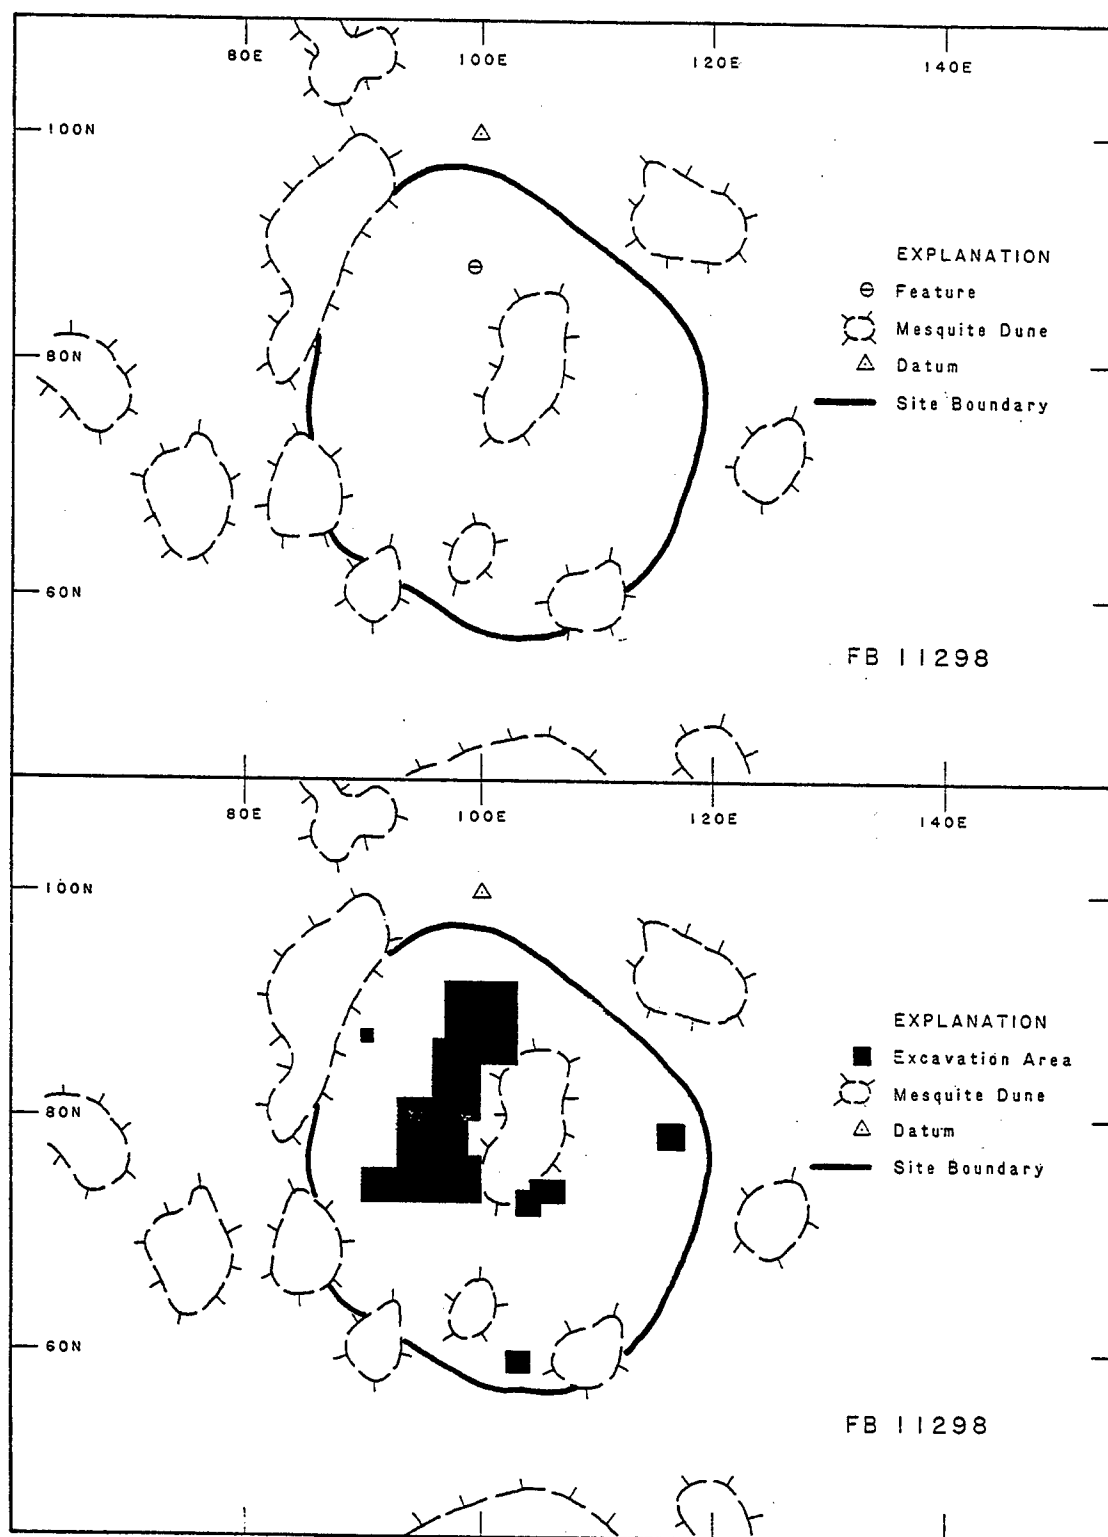 80E 100E 120E 140E
100N
EXPLANATION
Feature
Mesquite Dune
80N
Datum
Site Boundary
60N
FB 11298
80E 100E 120E 140E
100N
EXPLANATION
Excavation Area
Mesquite Dune
80N
Datum
Site Boundary
60N
FB 11298